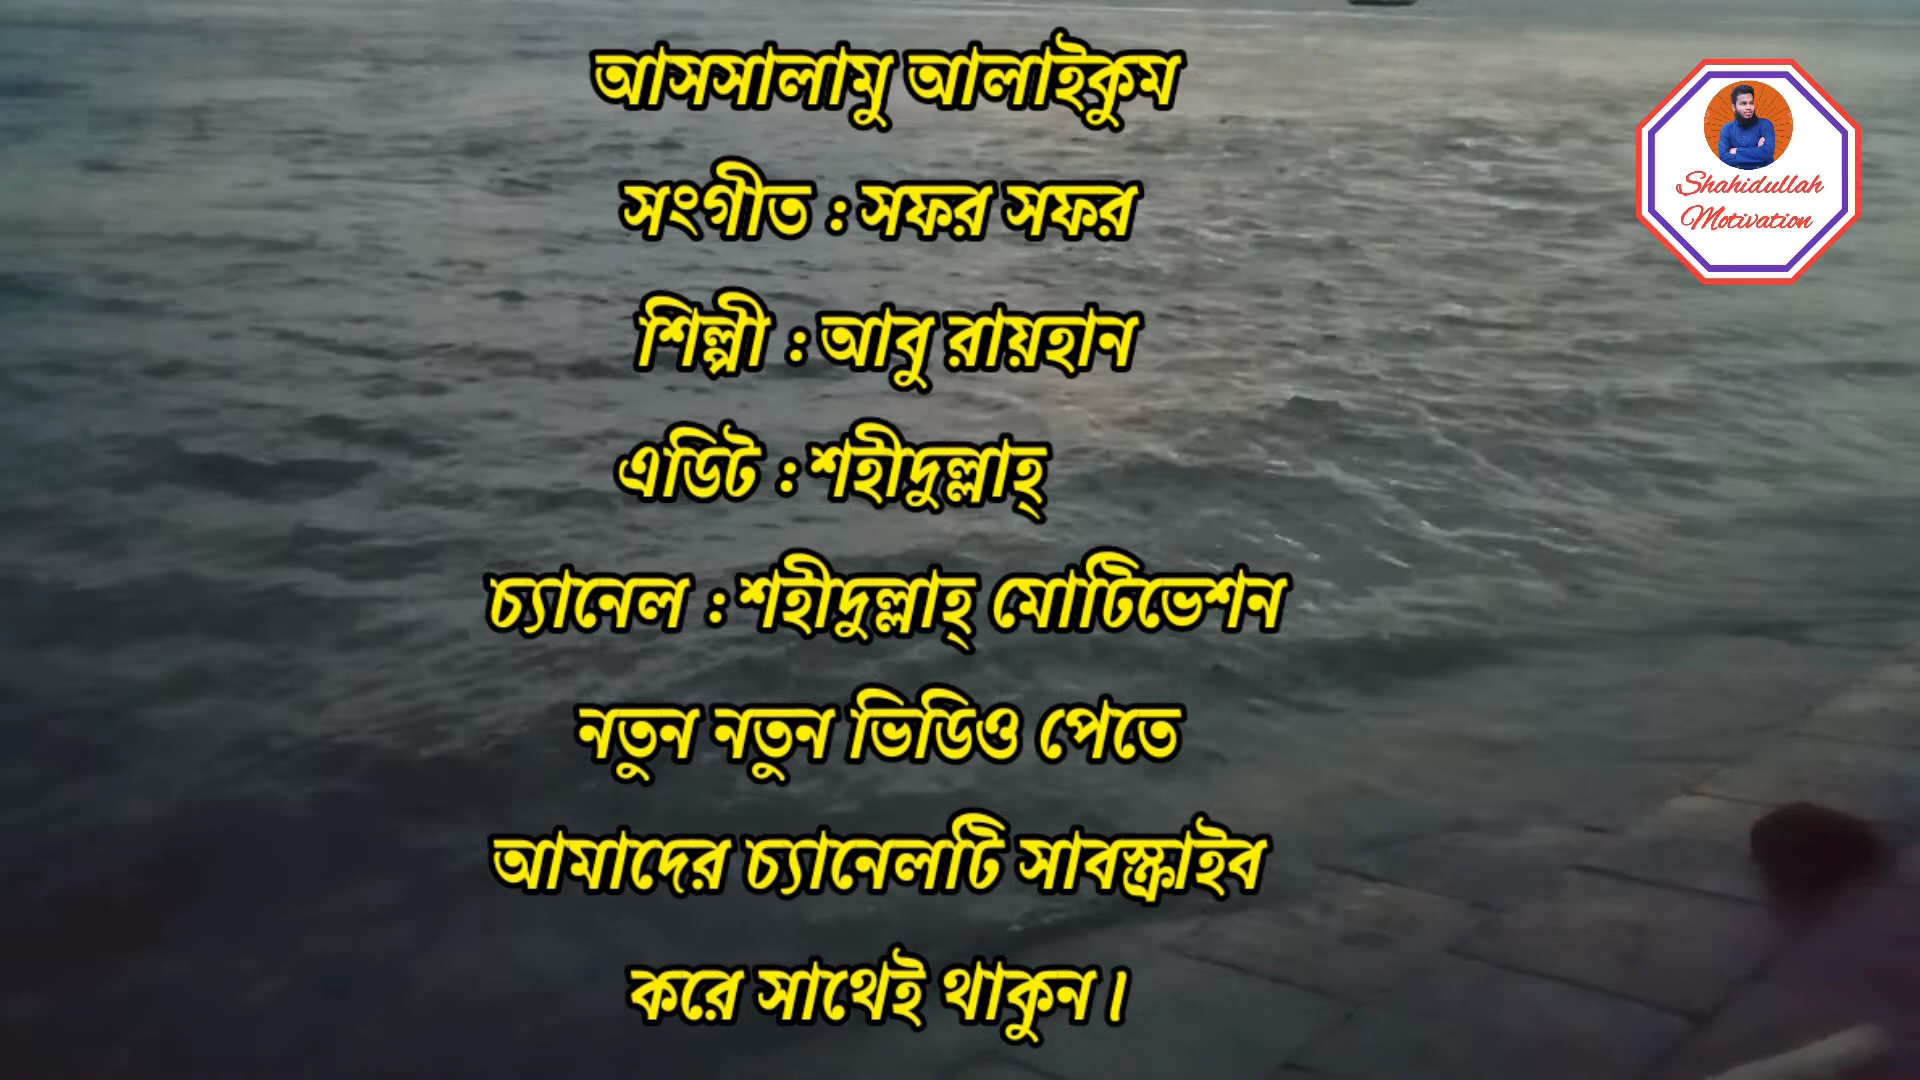 আসসালামু আলাইকুম
সংগীত : সফর সফর
শিল্পী : আবু রায়হান
এডিট : শহীদুল্লাহ্
চ্যানেল : শহীদুল্লাহ্ মোটিভেশন
নতুন নতুন ভিডিও পেতে
আমাদের চ্যানেলটি সাবস্ক্রাইব
করে সাথেই থাকুন।
Shahidullah
Motivation